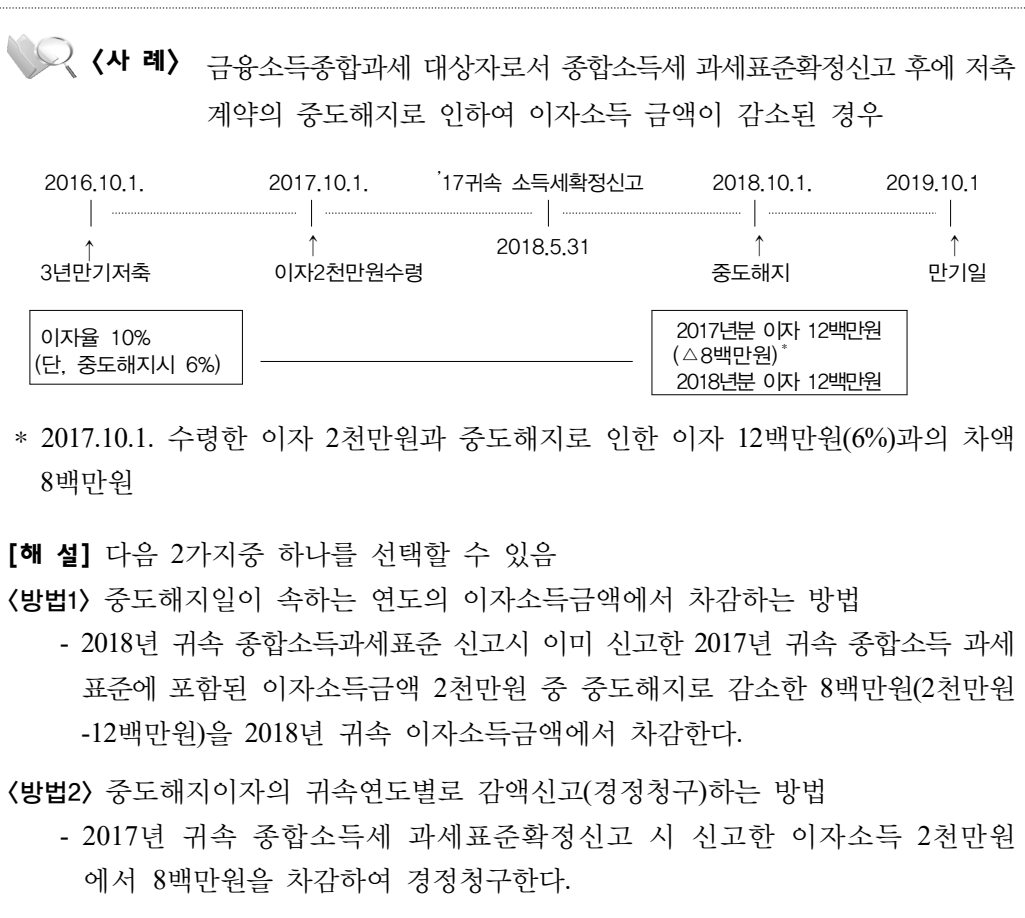 〈사 례〉 금융소득종합과세 대상자로서 종합소득세 과세표준확정신고 후에 저축
계약의 중도해지로 인하여 이자소득 금액이 감소된 경우
2016.10.1. 2017.10.1. '17귀속 소득세확정신고 2018.10.1. 2019.10.1
↑ ↑ 2018.5.31 ↑ ↑
3년만기저축 이자2천만원수령 중도해지 만기일
이자율 10%
(단, 중도해지시 6%)
2017년분 이자 12백만원
(△8백만원)*
2018년분 이자 12백만원
* 2017.10.1. 수령한 이자 2천만원과 중도해지로 인한 이자 12백만원(6%)과의 차액
8백만원
[해 설] 다음 2가지중 하나를 선택할 수 있음
〈방법1〉 중도해지일이 속하는 연도의 이자소득금액에서 차감하는 방법
- 2018년 귀속 종합소득과세표준 신고시 이미 신고한 2017년 귀속 종합소득 과세
표준에 포함된 이자소득금액 2천만원 중 중도해지로 감소한 8백만원(2천만원
-12백만원)을 2018년 귀속 이자소득금액에서 차감한다.
〈방법2〉 중도해지이자의 귀속연도별로 감액신고(경정청구)하는 방법
- 2017년 귀속 종합소득세 과세표준확정신고 시 신고한 이자소득 2천만원
에서 8백만원을 차감하여 경정청구한다.